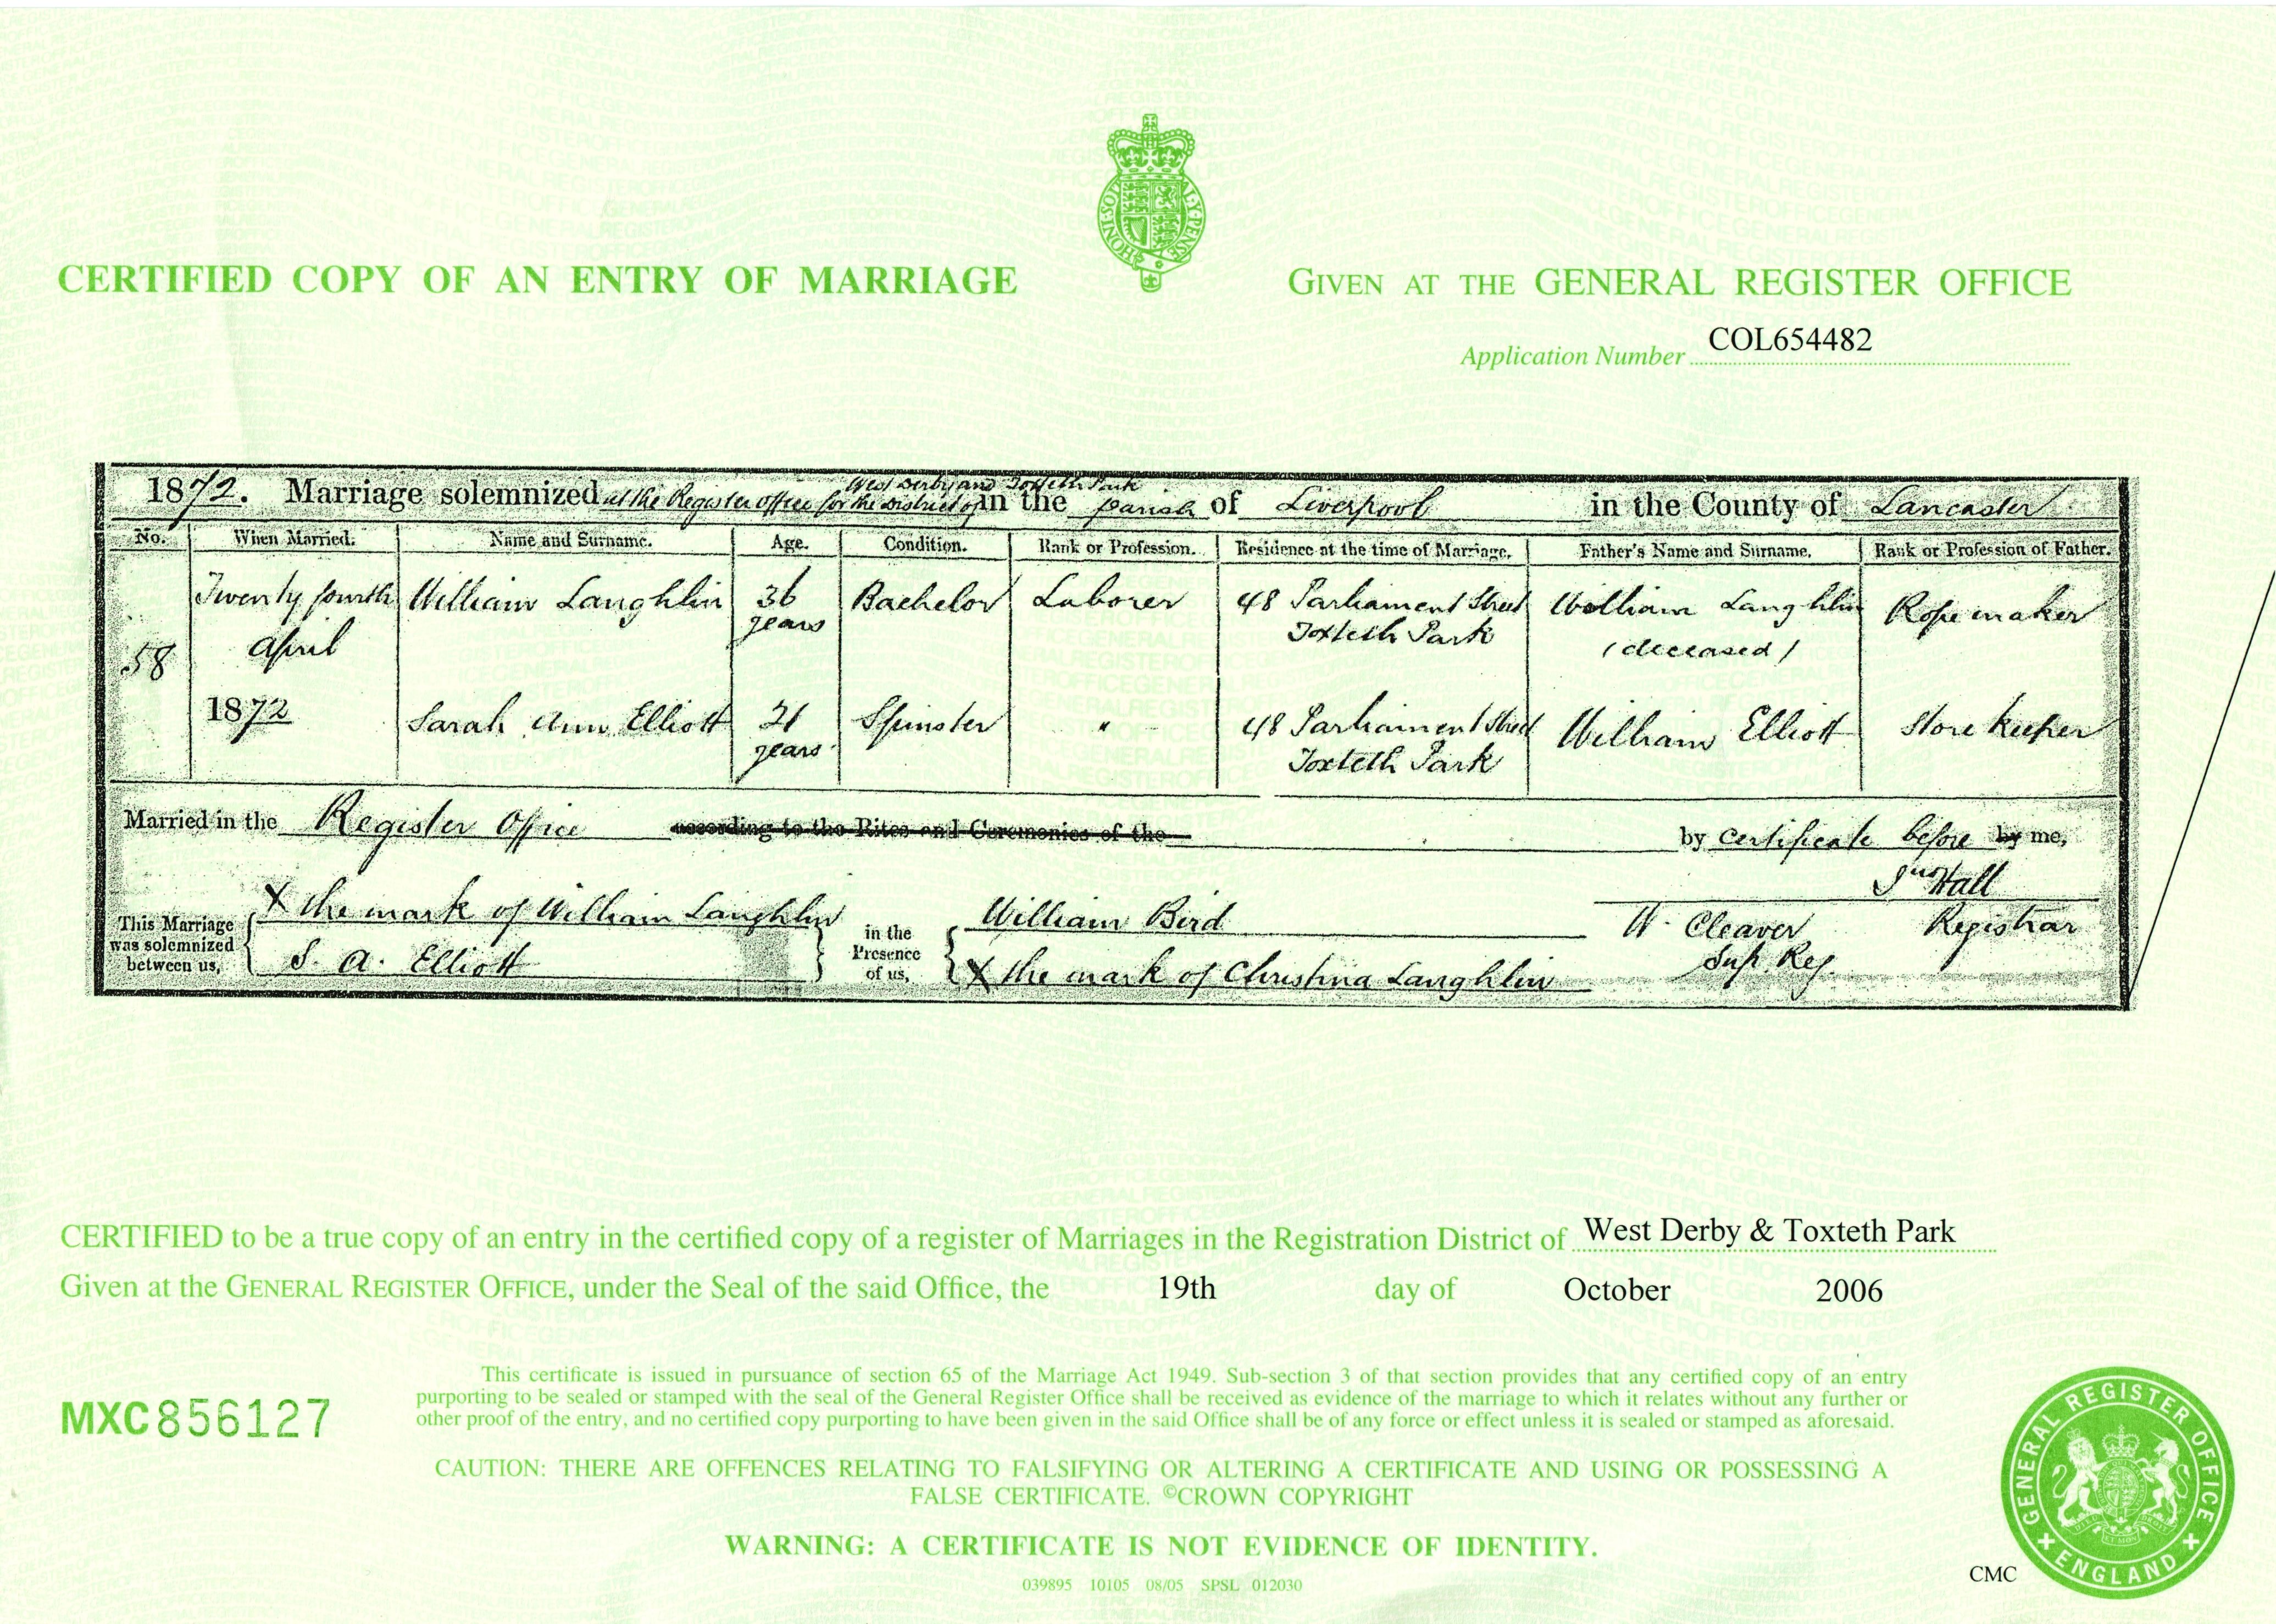 HONI·SOIT·Q·MAL·Y·PENSE
CERTIFIED COPY OF AN ENTRY OF MARRIAGE
GIVEN AT THE GENERAL REGISTER OFFICE
Application Number COL654482
West Derby and Toxteth Park
1872. Marriage solemnized at the Register office for the District of in the parish of Liverpool in the County of Lancaster
No. When Married. Name and Surname. Age. Condition. Rank or Profession. Residence at the time of Marriage. Father's Name and Surname. Rank or Profession of Father.
58
Twenty fourth
April
1872
William Laughlin
36
years
Bachelor
Laborer
48 Parliament Street
Toxteth Park
William Laughlin
(deceased)
Rope maker
Sarah Ann Elliott
21
years
Spinster
"
48 Parliament Street
Toxteth Park
William Elliott
Store keeper
Married in the Register Office according to the Rites and Ceremonies of the by certificate before by me,
This Marriage
was solemnized
between us,
X the mark of William Laughlin
S. A. Elliott
in the
Presence
of us,
William Bird
X the mark of Christina Laughlin
Jno Hall
Registrar
W. Cleaver
Sup. Reg.
CERTIFIED to be a true copy of an entry in the certified copy of a register of Marriages in the Registration District of West Derby & Toxteth Park
Given at the GENERAL REGISTER OFFICE, under the Seal of the said Office, the 19th day of October 2006
MXC 856127
This certificate is issued in pursuance of section 65 of the Marriage Act 1949. Sub-section 3 of that section provides that any certified copy of an entry
purporting to be sealed or stamped with the seal of the General Register Office shall be received as evidence of the marriage to which it relates without any further or
other proof of the entry, and no certified copy purporting to have been given in the said Office shall be of any force or effect unless it is sealed or stamped as aforesaid.
CAUTION: THERE ARE OFFENCES RELATING TO FALSIFYING OR ALTERING A CERTIFICATE AND USING OR POSSESSING A
FALSE CERTIFICATE. ©CROWN COPYRIGHT
WARNING: A CERTIFICATE IS NOT EVIDENCE OF IDENTITY.
039895 10105 08/05 SPSL 012030
CMC
GENERAL REGISTER OFFICE
ENGLAND